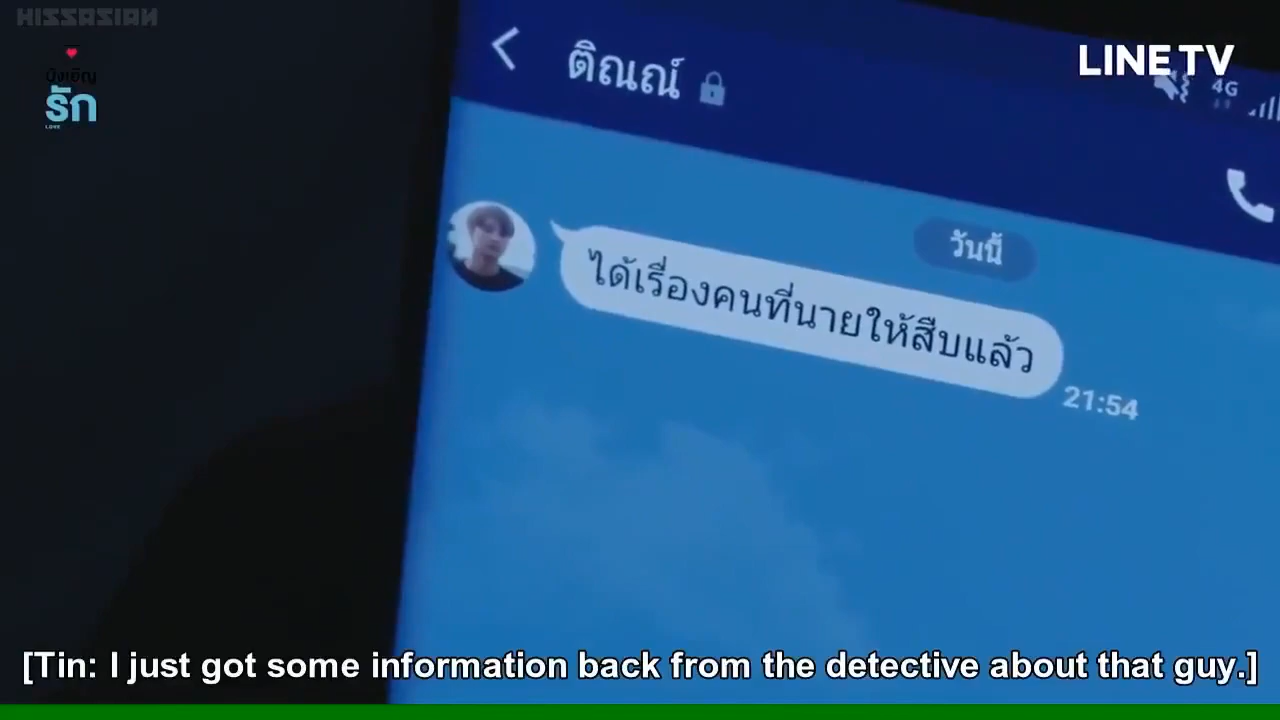 HISSASIAN
บังเอิญ
รัก
LOVE
LINE TV
4G
ติณณ์
วันนี้
ได้เรื่องคนที่นายให้สืบแล้ว
21:54
[Tin: I just got some information back from the detective about that guy.]